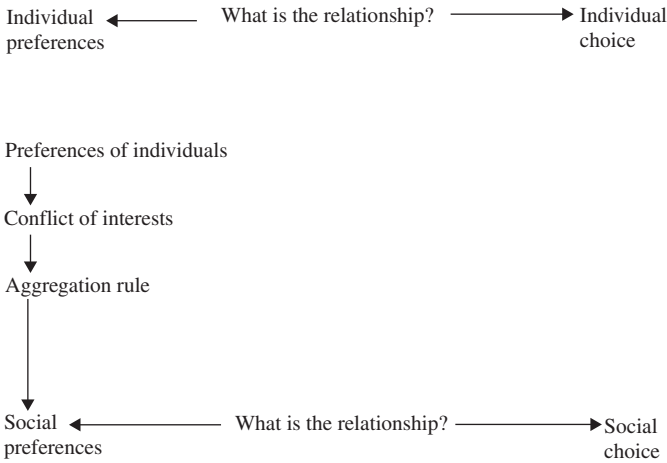 Individual
preferences
What is the relationship?
Individual
choice
Preferences of individuals
Conflict of interests
Aggregation rule
Social
preferences
What is the relationship?
Social
choice